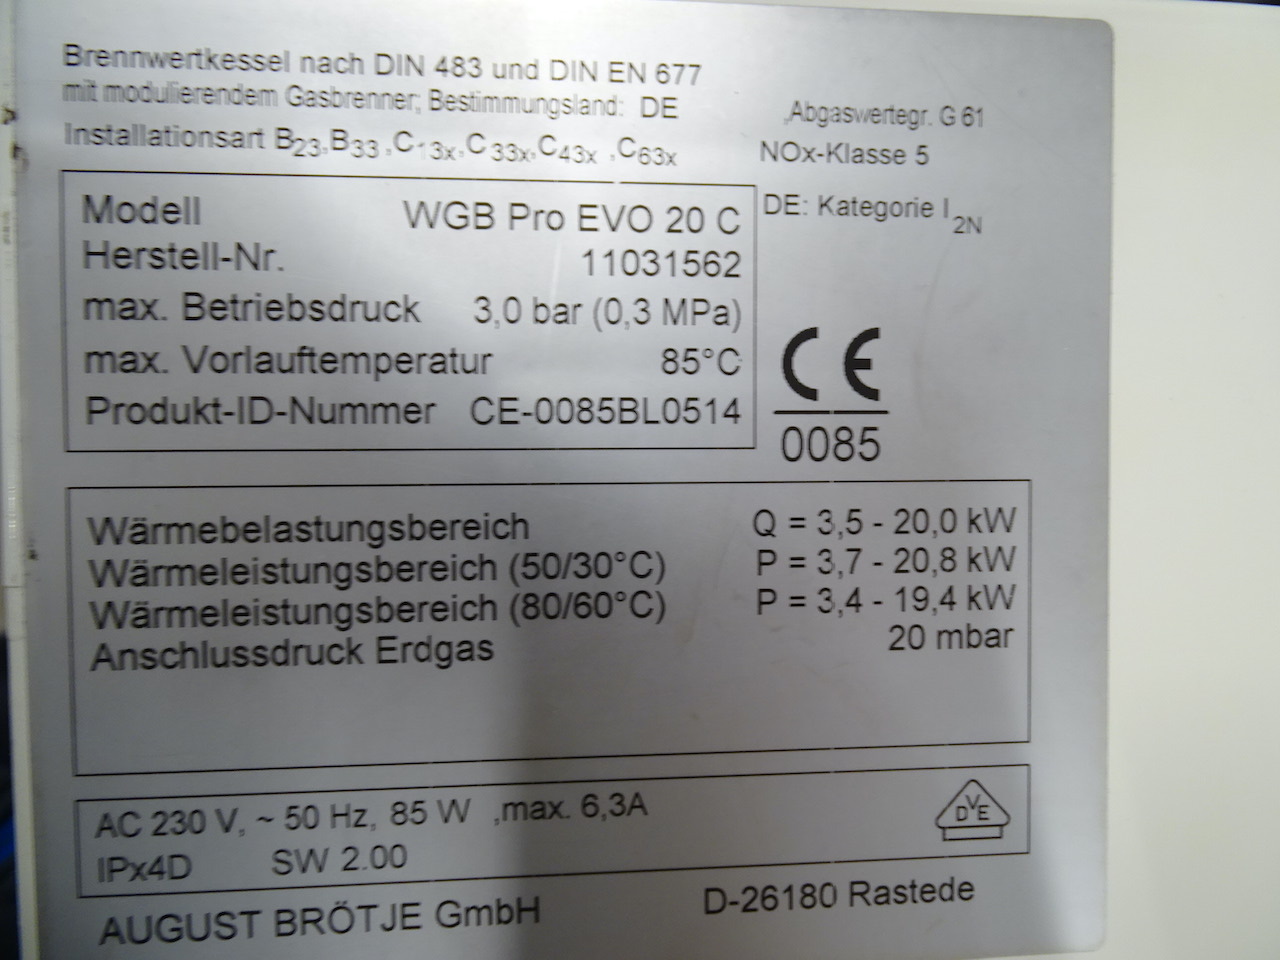 Brennwertkessel nach DIN 483 und DIN EN 677
mit modulierendem Gasbrenner; Bestimmungsland: DE
Abgaswertegr. G 61
Installationsart B23,B33 ,C13x,C33x,C43x ,C63x
NOx-Klasse 5
DE: Kategorie I2N
Modell WGB Pro EVO 20 C
Herstell-Nr. 11031562
max. Betriebsdruck 3,0 bar (0,3 MPa)
max. Vorlauftemperatur 85°C
Produkt-ID-Nummer CE-0085BL0514
CE
0085
Wärmebelastungsbereich Q = 3,5 - 20,0 kW
Wärmeleistungsbereich (50/30°C) P = 3,7 - 20,8 kW
Wärmeleistungsbereich (80/60°C) P = 3,4 - 19,4 kW
Anschlussdruck Erdgas 20 mbar
AC 230 V, ~ 50 Hz, 85 W ,max. 6,3A
DVE
IPx4D SW 2.00
AUGUST BRÖTJE GmbH D-26180 Rastede